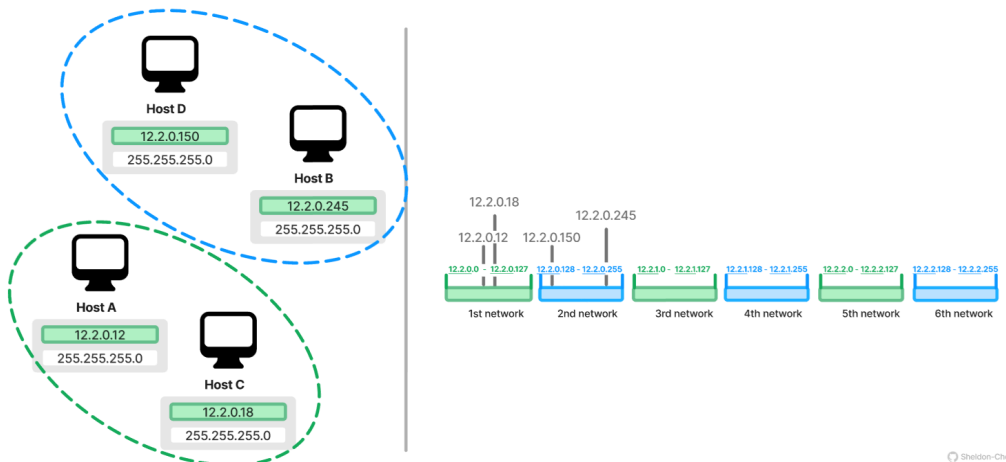 Host D
12.2.0.150
255.255.255.0
Host B
12.2.0.245
255.255.255.0
Host A
12.2.0.12
255.255.255.0
Host C
12.2.0.18
255.255.255.0
12.2.0.18
12.2.0.245
12.2.0.12
12.2.0.150
12.2.0.0 - 12.2.0.127
12.2.0.128 - 12.2.0.255
12.2.1.0 - 12.2.1.127
12.2.1.128 - 12.2.1.255
12.2.2.0 - 12.2.2.127
12.2.2.128 - 12.2.2.255
1st network
2nd network
3rd network
4th network
5th network
6th network
Sheldon-Ch